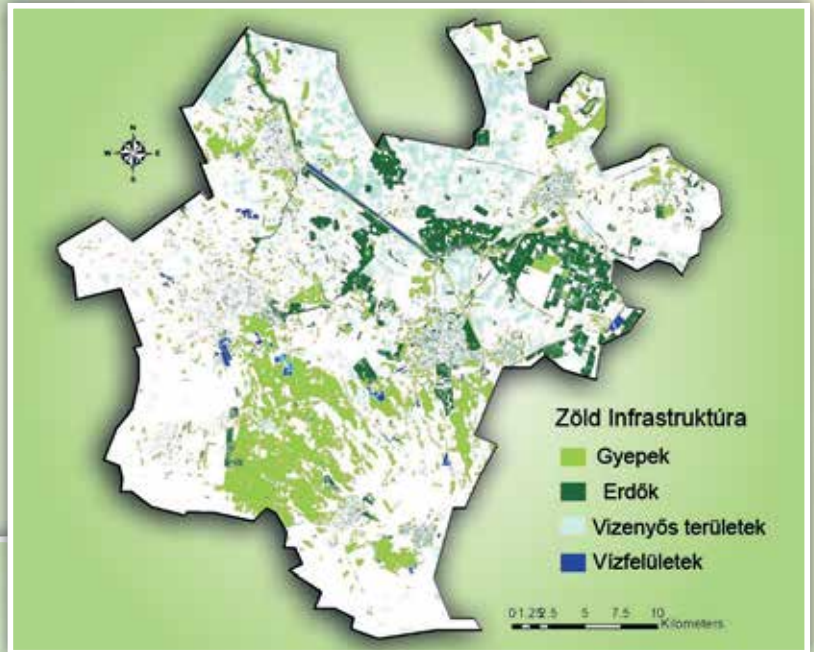 N
W E
S
Zöld Infrastruktúra
Gyepek
Erdők
Vizenyős területek
Vízfelületek
0 1.25 2.5 5 7.5 10
Kilometers